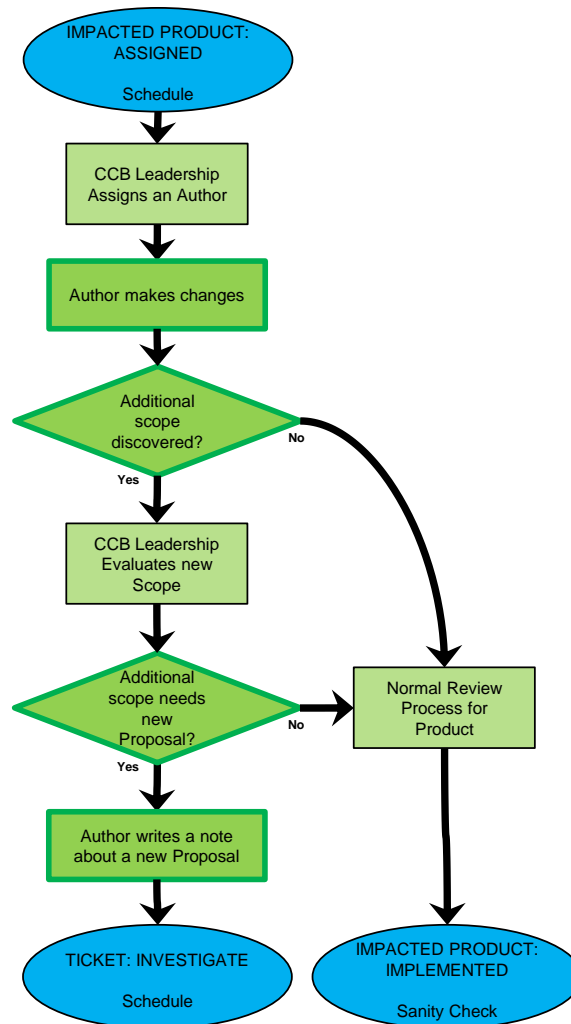 IMPACTED PRODUCT:
ASSIGNED
Schedule
CCB Leadership
Assigns an Author
Author makes changes
Additional
scope
discovered?
No
Yes
CCB Leadership
Evaluates new
Scope
Additional
scope needs
new
Proposal?
No
Yes
Normal Review
Process for
Product
Author writes a note
about a new Proposal
TICKET: INVESTIGATE
Schedule
IMPACTED PRODUCT:
IMPLEMENTED
Sanity Check